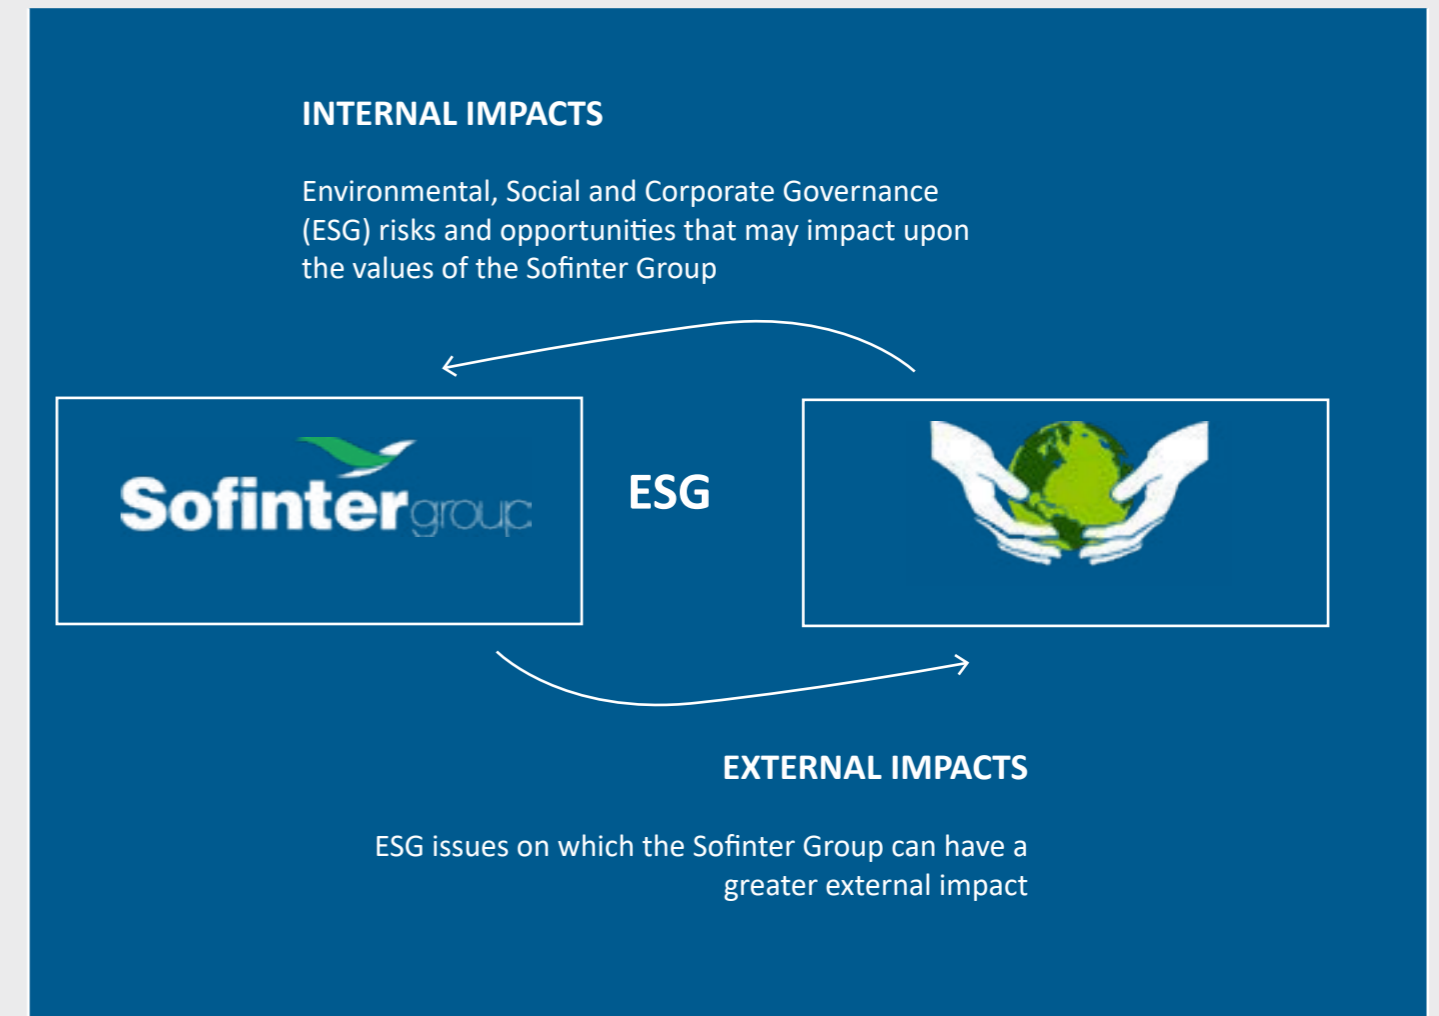 INTERNAL IMPACTS
Environmental, Social and Corporate Governance
(ESG) risks and opportunities that may impact upon
the values of the Sofinter Group
Sofintergroup
ESG
EXTERNAL IMPACTS
ESG issues on which the Sofinter Group can have a
greater external impact